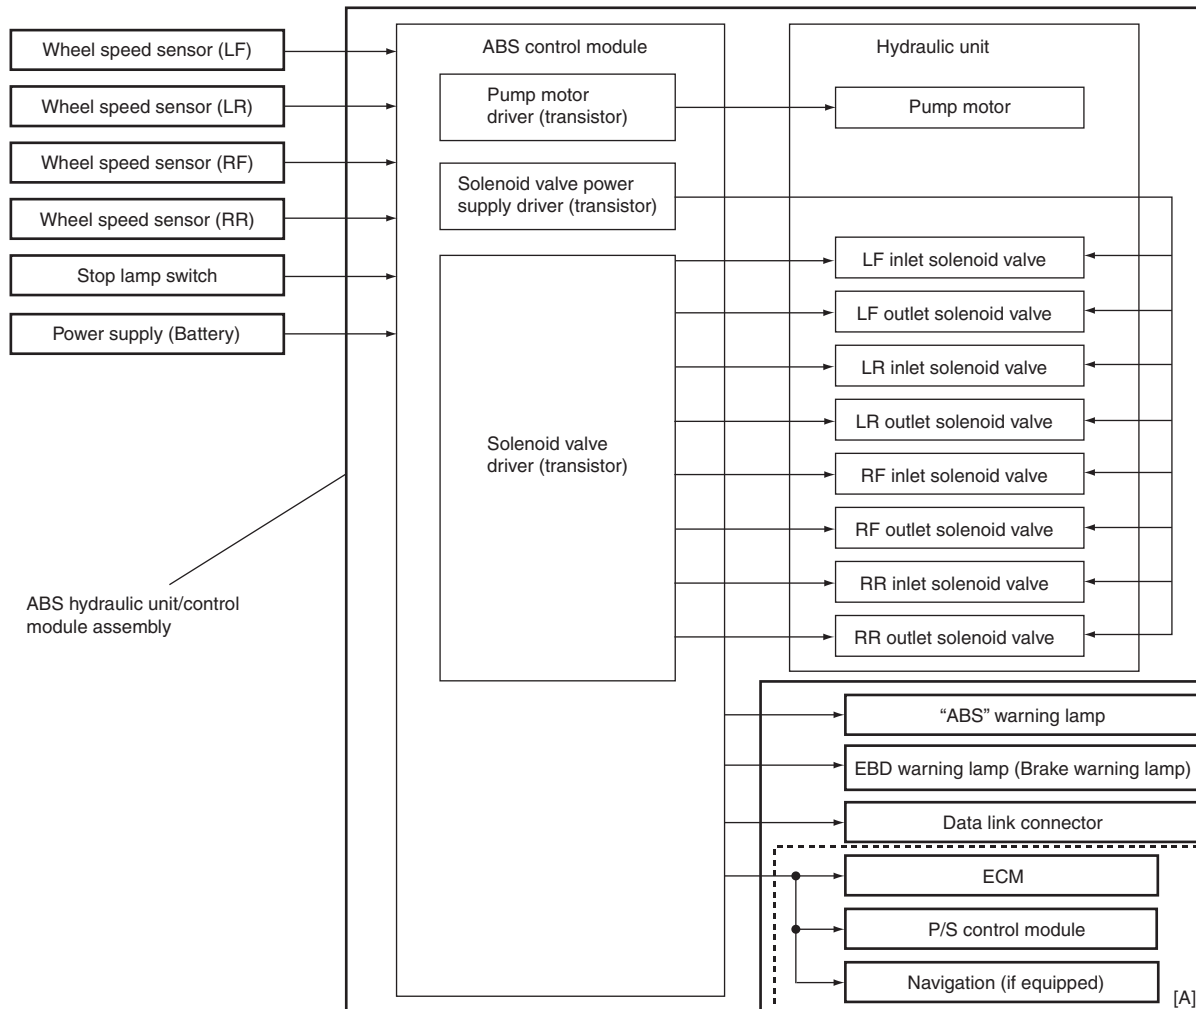 Wheel speed sensor (LF)
Wheel speed sensor (LR)
Wheel speed sensor (RF)
Wheel speed sensor (RR)
Stop lamp switch
Power supply (Battery)
ABS hydraulic unit/control
module assembly
ABS control module
Pump motor
driver (transistor)
Solenoid valve power
supply driver (transistor)
Solenoid valve
driver (transistor)
Hydraulic unit
Pump motor
LF inlet solenoid valve
LF outlet solenoid valve
LR inlet solenoid valve
LR outlet solenoid valve
RF inlet solenoid valve
RF outlet solenoid valve
RR inlet solenoid valve
RR outlet solenoid valve
“ABS” warning lamp
EBD warning lamp (Brake warning lamp)
Data link connector
ECM
P/S control module
Navigation (if equipped)
[A]